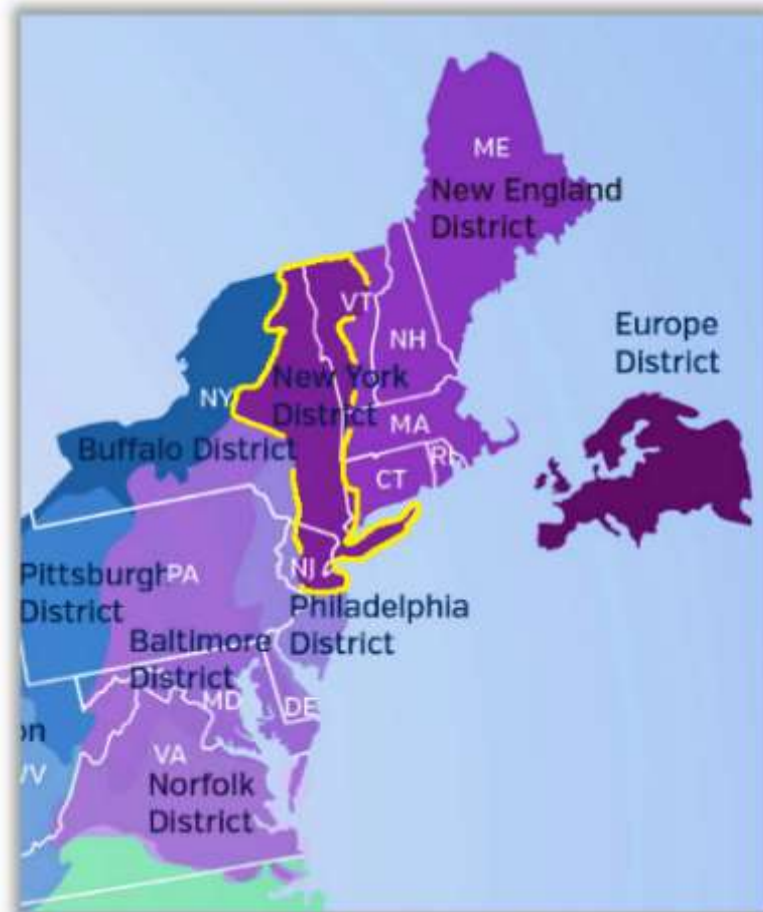 ME
New England
District
VT
NH
Europe
District
NY
New York
District
MA
Buffalo District
CT
RI
PA
NJ
Pittsburgh
District
Philadelphia
District
Baltimore
District
MD
DE
on
VA
Norfolk
District